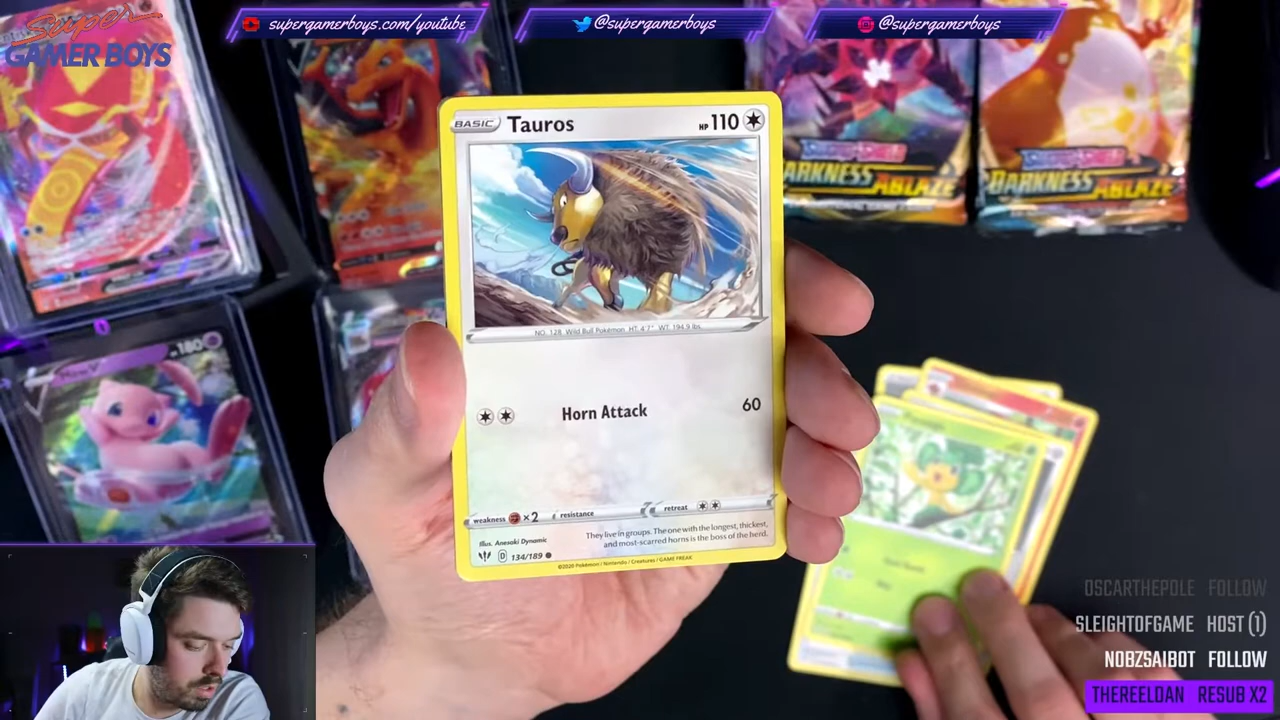 Super
GAMER BOYS
supergamerboys.com/youtube
@supergamerboys
@supergamerboys
DARKNESS ABLAZE
DARKNESS ABLAZE
BASIC Tauros HP 110
NO. 128 Wild Bull Pokémon HT. 4'7" WT. 194.9 lbs.
Horn Attack 60
weakness ×2 resistance retreat
Illus. Anesaki Dynamic
They live in groups. The one with the longest, thickest,
and most-scarred horns is the boss of the herd.
D 134/189
©2020 Pokémon / Nintendo / Creatures / GAME FREAK
Mew V 180
OSCARTHEPOLE FOLLOW
SLEIGHTOFGAME HOST (1)
NOBZSAIBOT FOLLOW
THEREELDAN RESUB X2